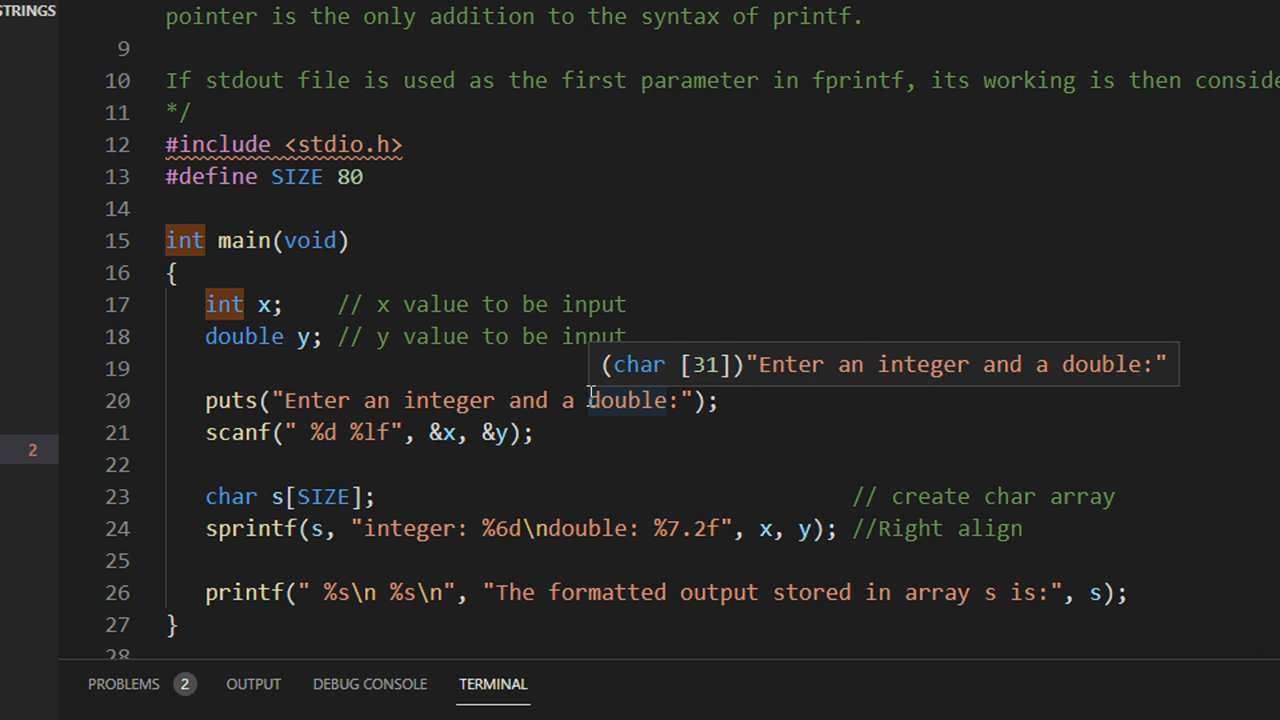 STRINGS
pointer is the only addition to the syntax of printf.
9
10 If stdout file is used as the first parameter in fprintf, its working is then conside
11 */
12 #include <stdio.h>
13 #define SIZE 80
14
15 int main(void)
16 {
17 int x; // x value to be input
18 double y; // y value to be input
19
(char [31])"Enter an integer and a double:"
20 puts("Enter an integer and a double:");
21 scanf(" %d %lf", &x, &y);
22
2
23 char s[SIZE]; // create char array
24 sprintf(s, "integer: %6d\ndouble: %7.2f", x, y); //Right align
25
26 printf(" %s\n %s\n", "The formatted output stored in array s is:", s);
27 }
28
PROBLEMS 2 OUTPUT DEBUG CONSOLE TERMINAL